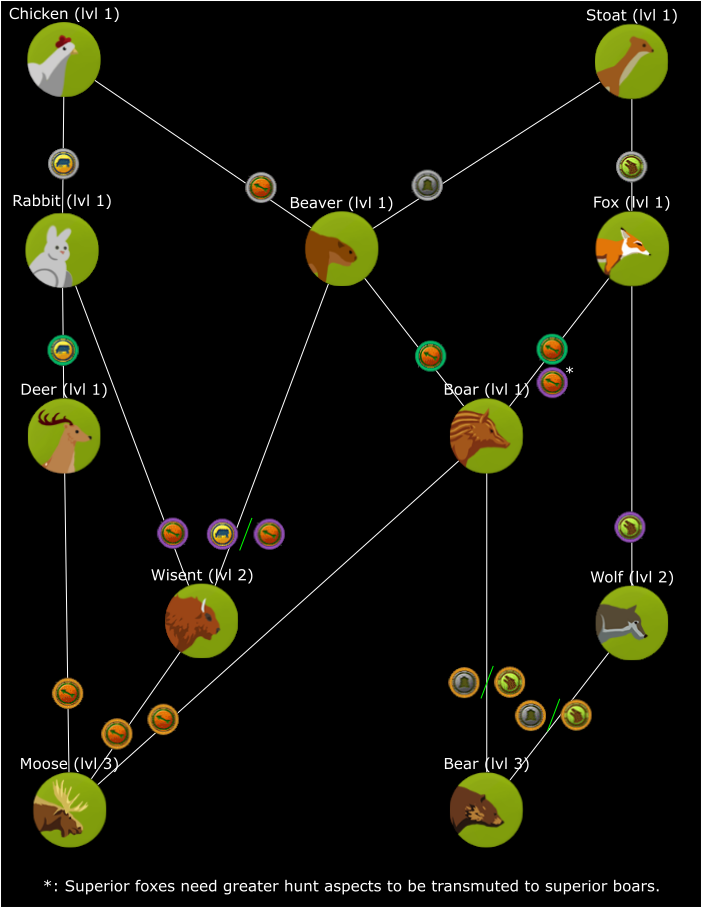 Chicken (lvl 1)
Stoat (lvl 1)
Rabbit (lvl 1)
Beaver (lvl 1)
Fox (lvl 1)
*
Deer (lvl 1)
Boar (lvl 1)
Wisent (lvl 2)
Wolf (lvl 2)
Moose (lvl 3)
Bear (lvl 3)
*: Superior foxes need greater hunt aspects to be transmuted to superior boars.